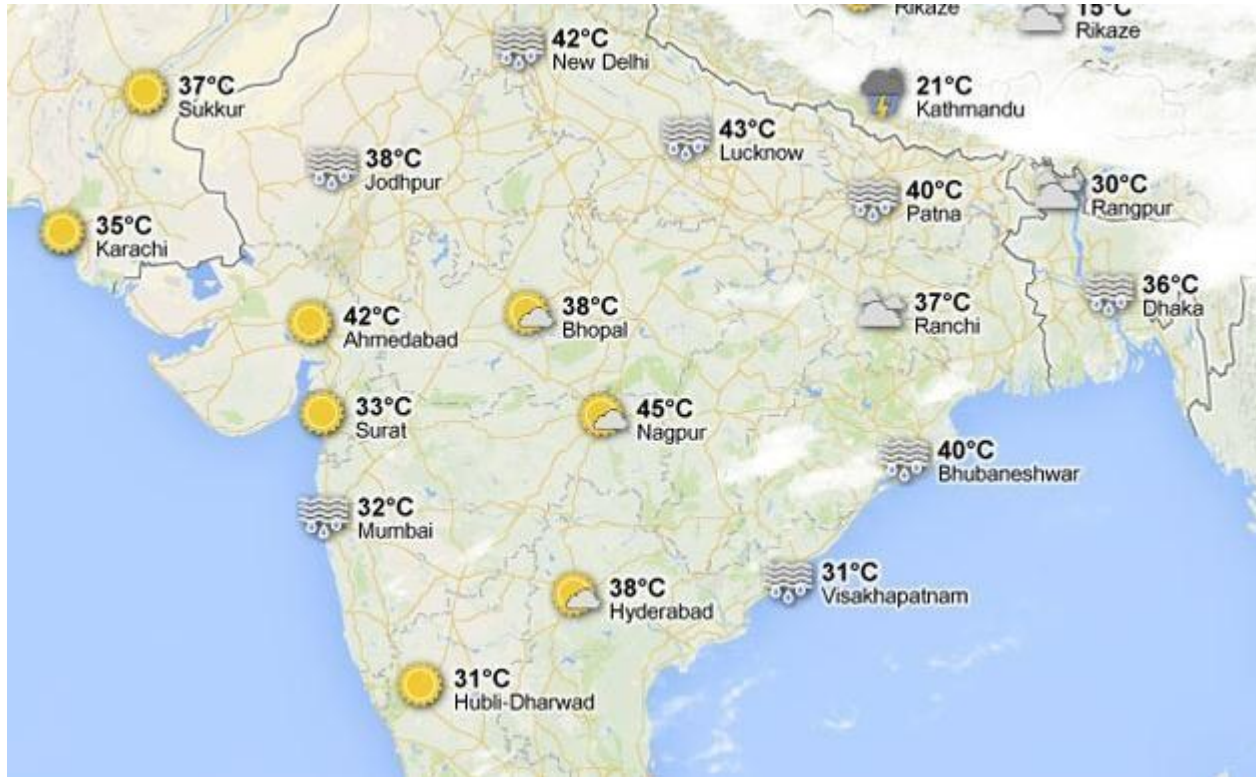 Rikaze
15°C
Rikaze
42°C
New Delhi
37°C
Sukkur
21°C
Kathmandu
43°C
Lucknow
38°C
Jodhpur
40°C
Patna
30°C
Rangpur
35°C
Karachi
36°C
Dhaka
38°C
Bhopal
37°C
Ranchi
42°C
Ahmedabad
33°C
Surat
45°C
Nagpur
40°C
Bhubaneshwar
32°C
Mumbai
31°C
Visakhapatnam
38°C
Hyderabad
31°C
Hubli-Dharwad